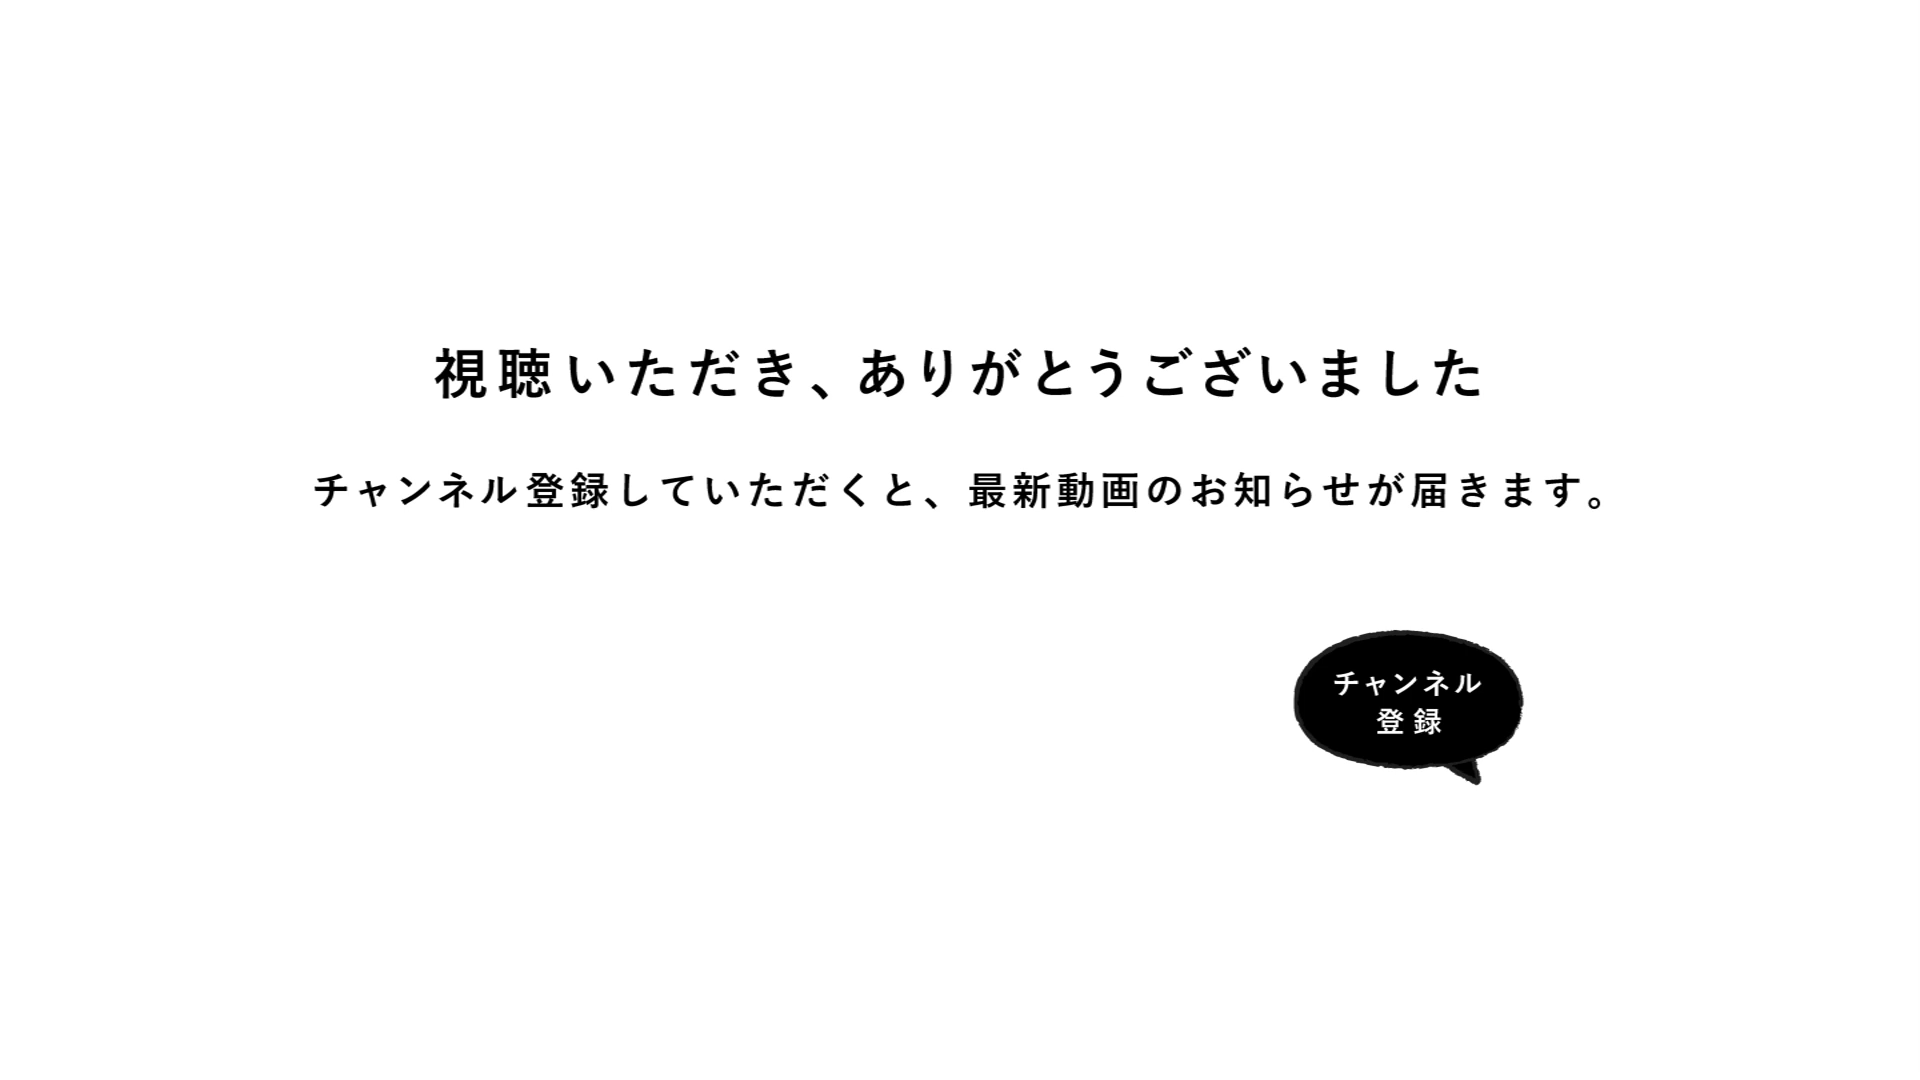 視聴いただき、ありがとうございました
チャンネル登録していただくと、最新動画のお知らせが届きます。
チャンネル
登録